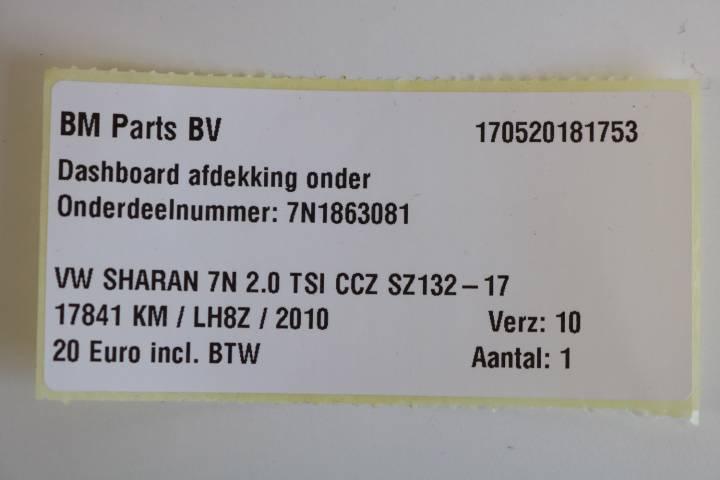 BM Parts BV 170520181753
Dashboard afdekking onder
Onderdeelnummer: 7N1863081
VW SHARAN 7N 2.0 TSI CCZ SZ132-17
17841 KM / LH8Z / 2010 Verz: 10
20 Euro incl. BTW Aantal: 1